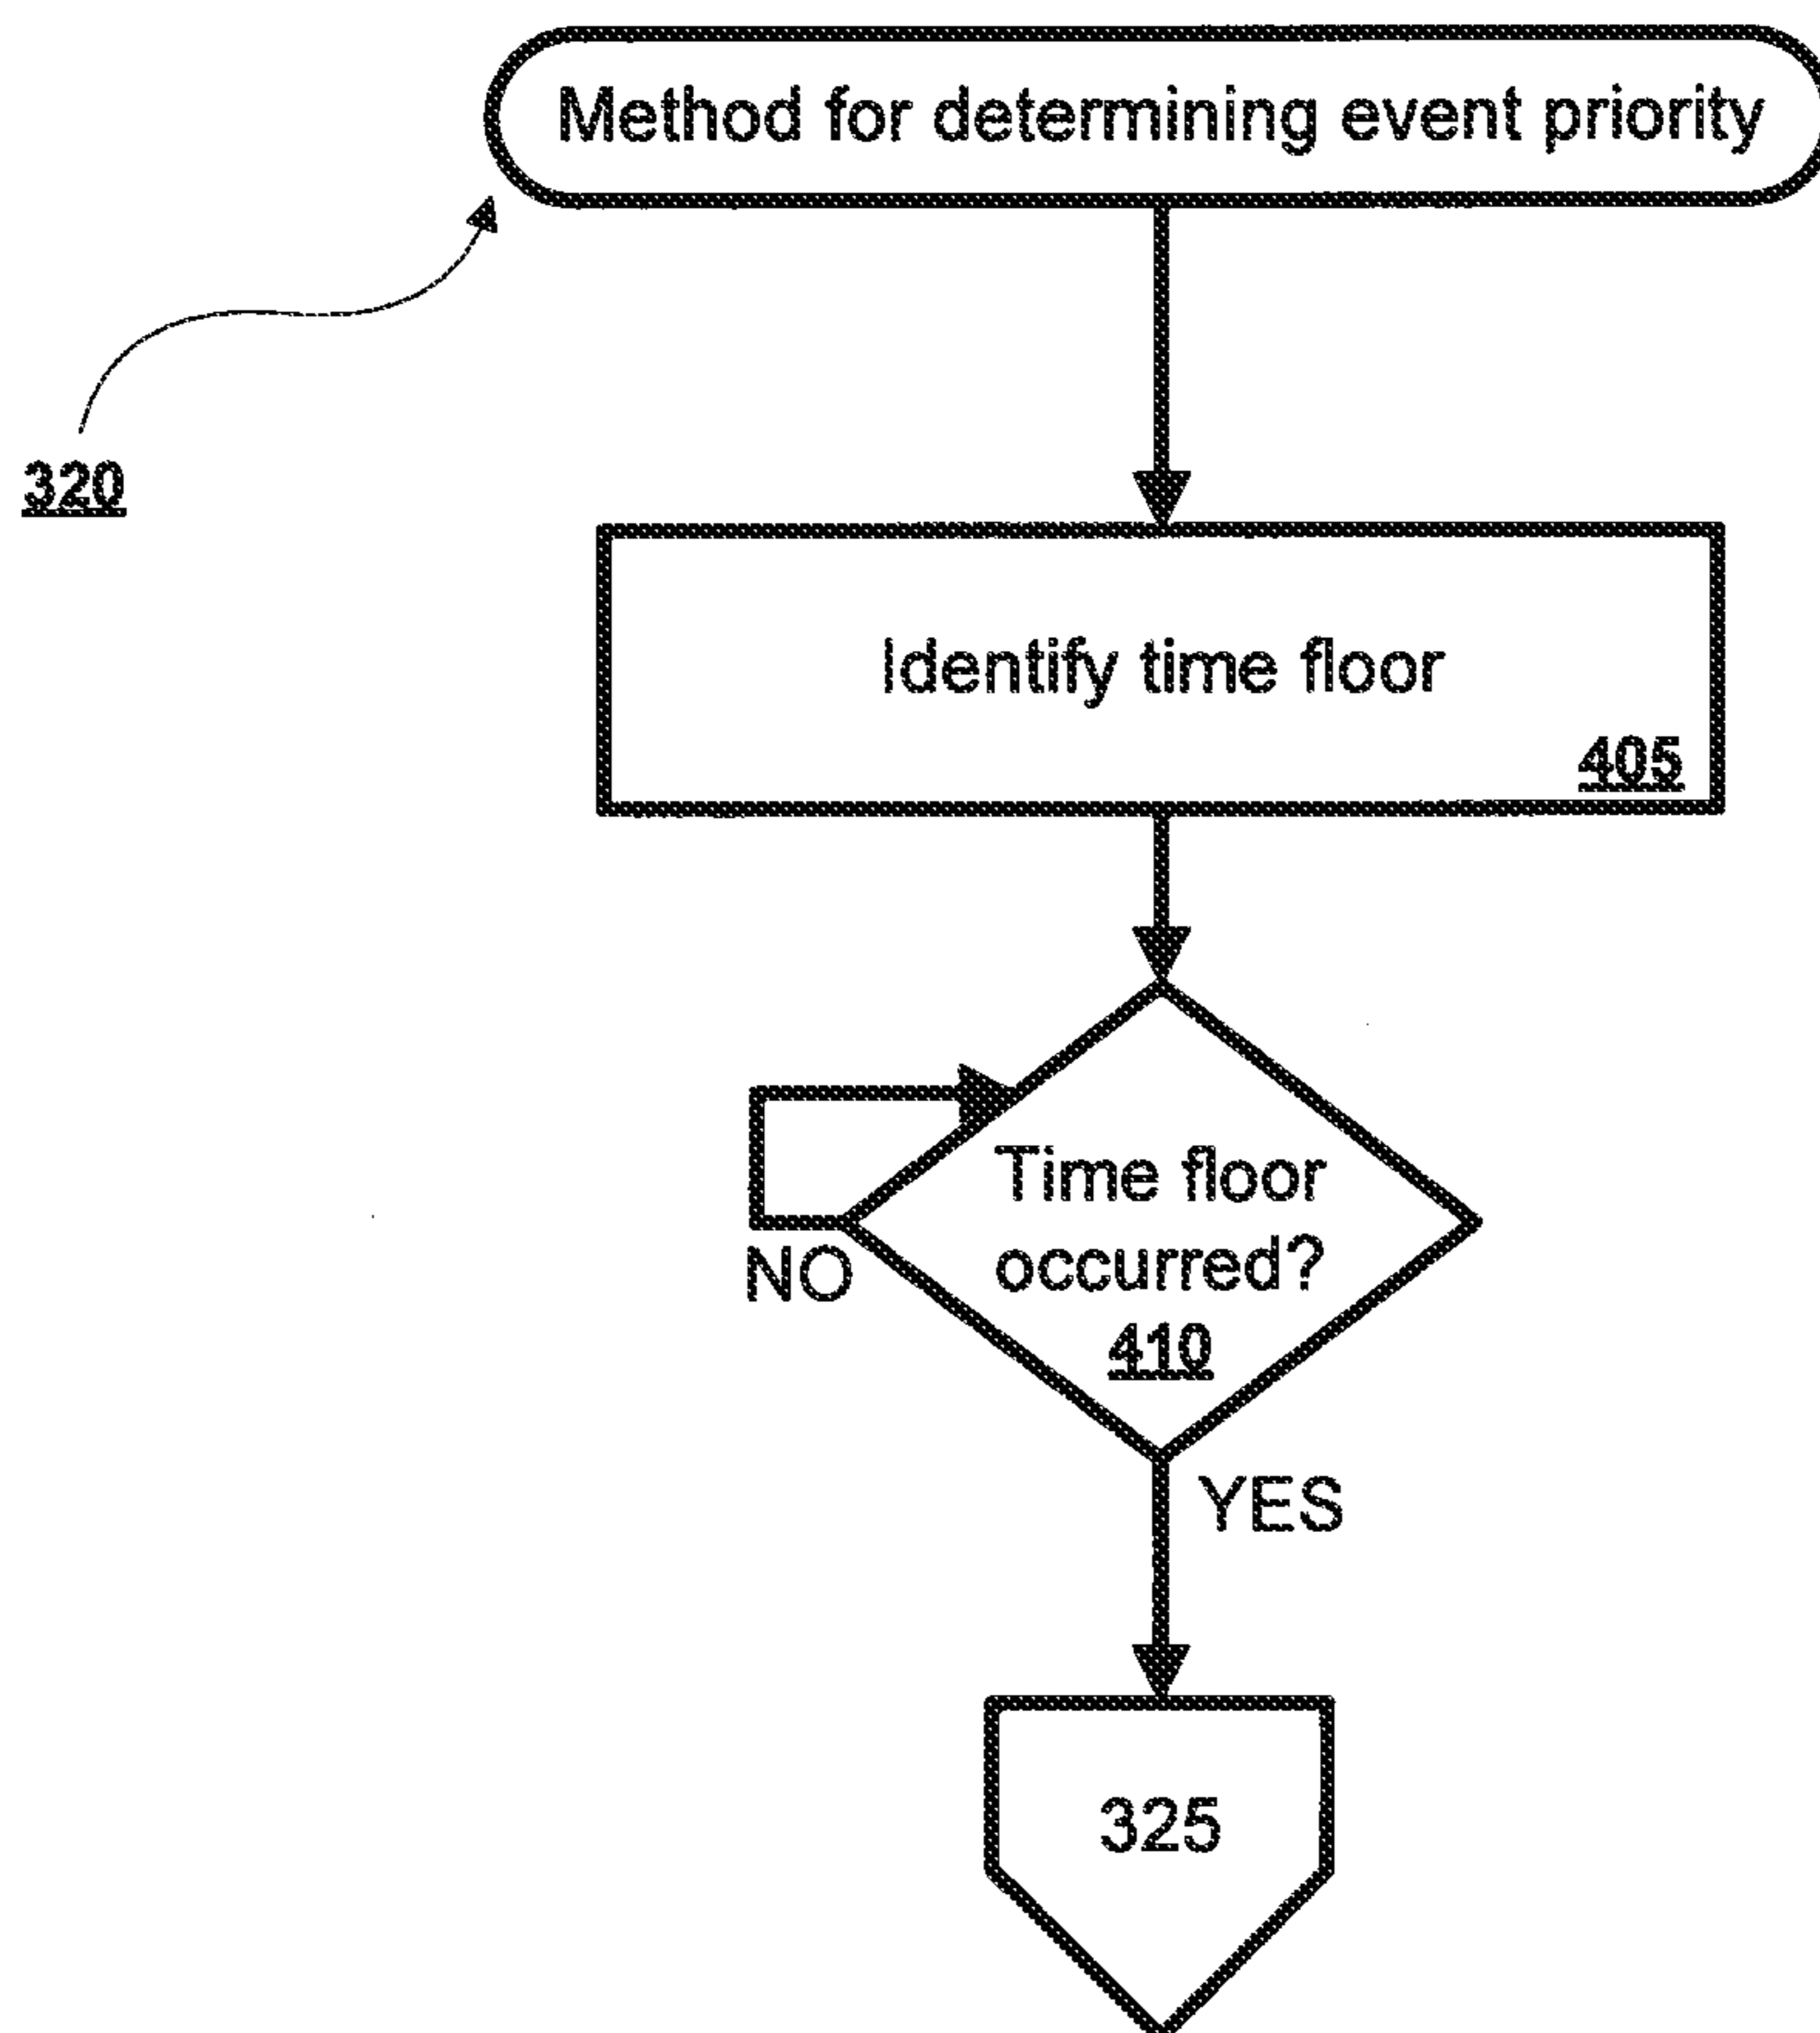 Method for determining event priority
320
Identify time floor
405
Time floor
occurred?
410
NO
YES
325